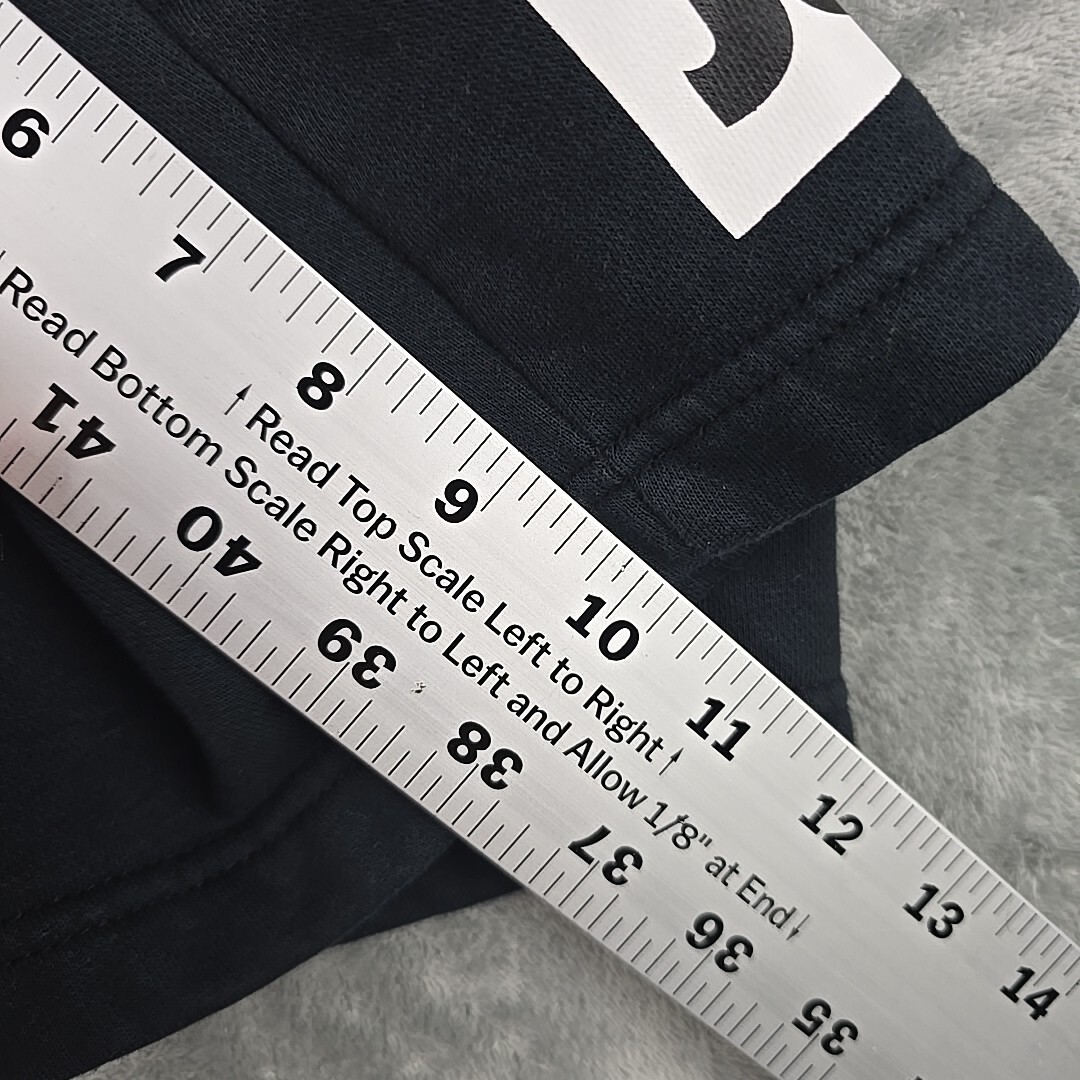 6 7 8 9 10 11 12 13 14
↑ Read Top Scale Left to Right ↑
Read Bottom Scale Right to Left and Allow 1/8" at End ↓
41 40 39 38 37 36 35